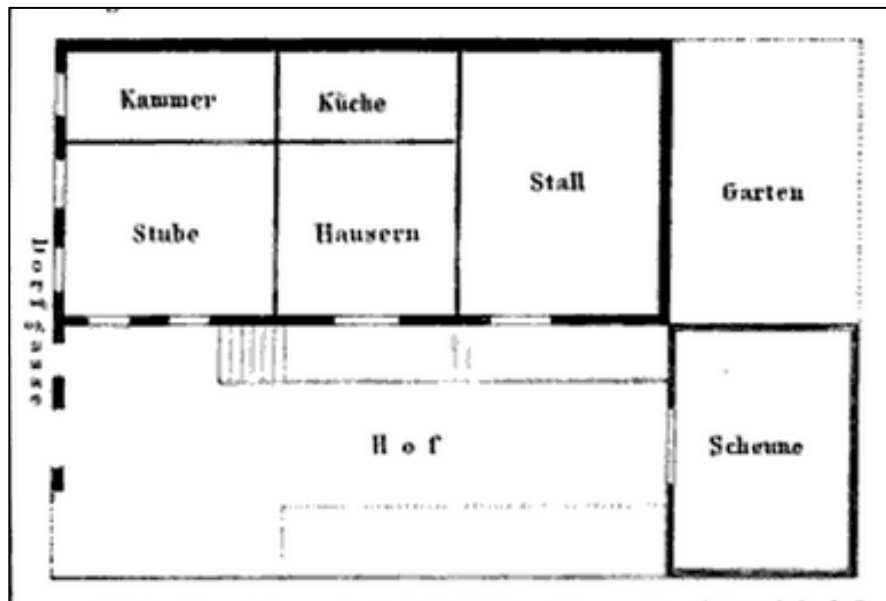 Kammer
Küche
Stall
Garten
Stube
Hausern
Dorfgasse
Hof
Scheune